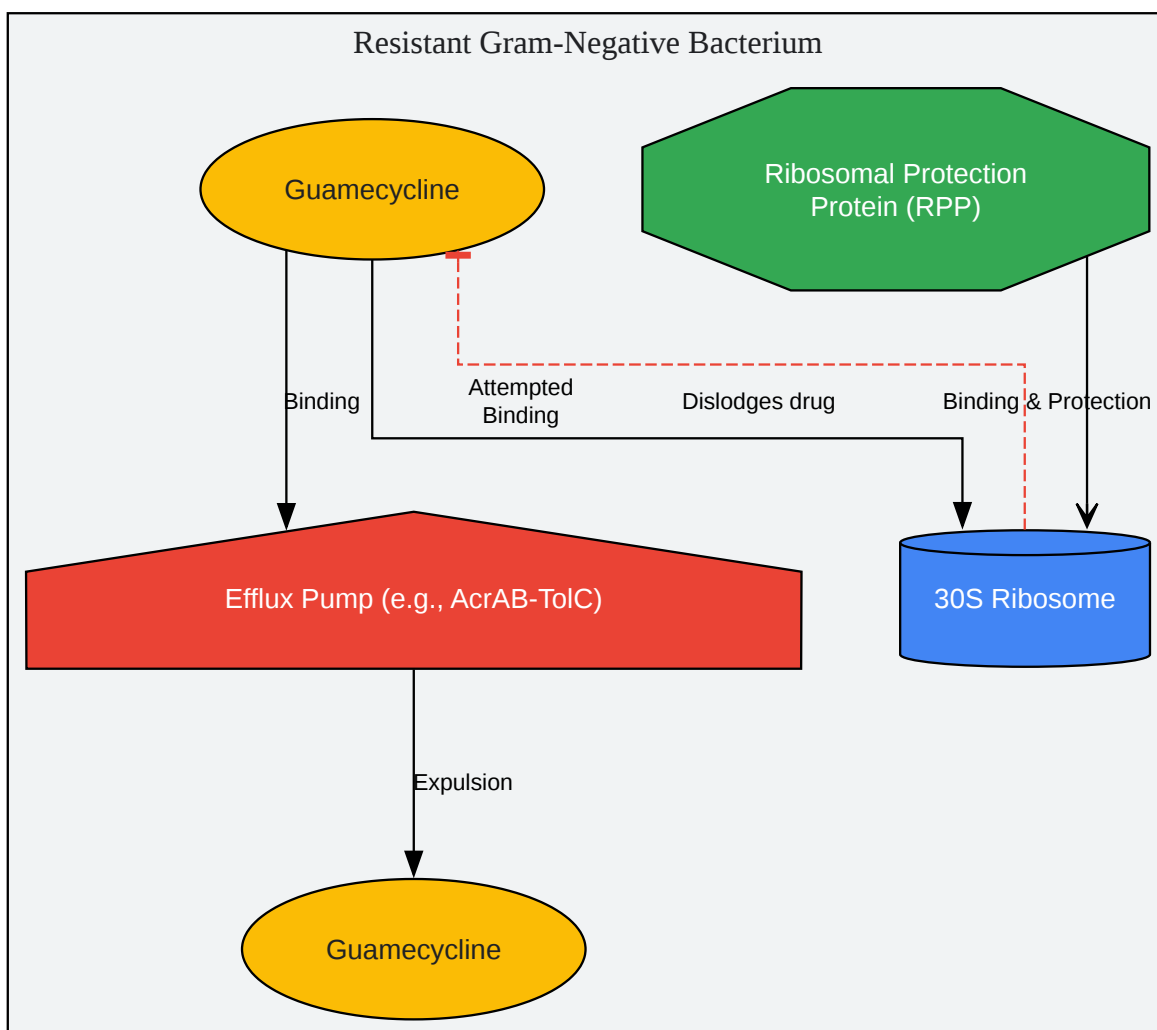 Resistant Gram-Negative Bacterium
Guamecycline
Ribosomal Protection
Protein (RPP)
Binding
Attempted
Binding
Dislodges drug
Binding & Protection
Efflux Pump (e.g., AcrAB-TolC)
30S Ribosome
Expulsion
Guamecycline